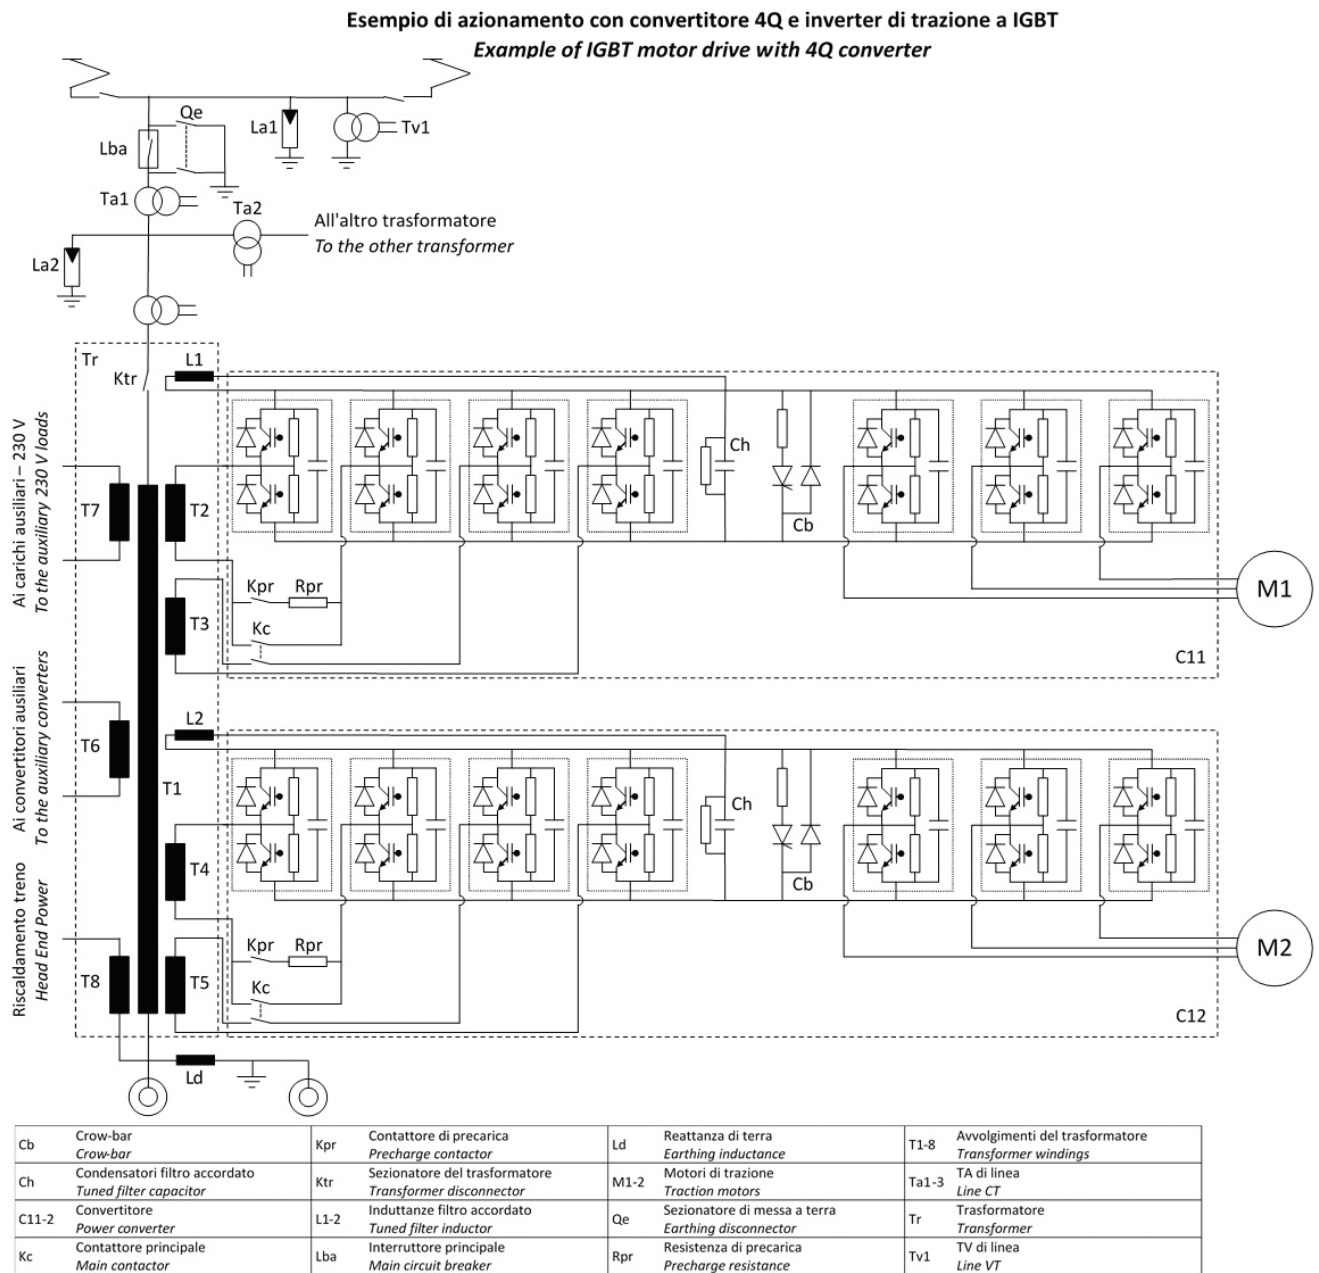 Esempio di azionamento con convertitore 4Q e inverter di trazione a IGBT
Example of IGBT motor drive with 4Q converter
Qe
La1
Tv1
Lba
Ta1
Ta2
All'altro trasformatore
To the other transformer
La2
Tr
L1
Ktr
Ai carichi ausiliari – 230 V
To the auxiliary 230 V loads
T7
T2
Ch
Cb
Kpr
Rpr
T3
Kc
M1
C11
Ai convertitori ausiliari
To the auxiliary converters
L2
T6
T1
Ch
T4
Cb
Riscaldamento treno
Head End Power
Kpr
Rpr
M2
T8
T5
Kc
C12
Ld
Cb Crow-bar Kpr Contattore di precarica Ld Reattanza di terra T1-8 Avvolgimenti del trasformatore
Crow-bar Precharge contactor Earthing inductance Transformer windings
Ch Condensatori filtro accordato Ktr Sezionatore del trasformatore M1-2 Motori di trazione Ta1-3 TA di linea
Tuned filter capacitor Transformer disconnector Traction motors Line CT
C11-2 Convertitore L1-2 Induttanze filtro accordato Qe Sezionatore di messa a terra Tr Trasformatore
Power converter Tuned filter inductor Earthing disconnector Transformer
Kc Contattore principale Lba Interruttore principale Rpr Resistenza di precarica Tv1 TV di linea
Main contactor Main circuit breaker Precharge resistance Line VT